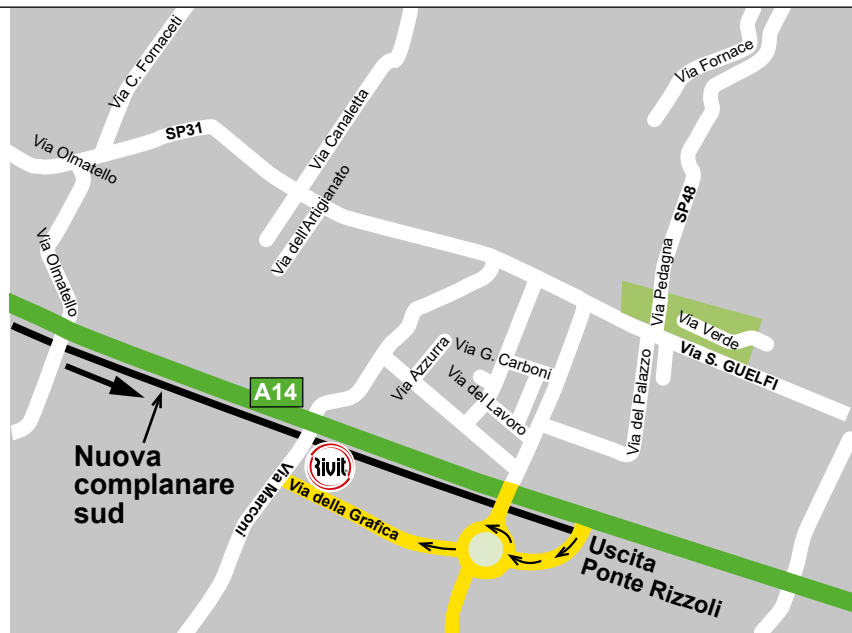 Via C. Fornaceti
Via Fornace
SP31
Via Canaletta
Via Olmatello
Via dell'Artigianato
SP48
Via Olmatello
Via Pedagna
Via Verde
Via S. GUELFI
Via Azzurra
Via G. Carboni
Via del Lavoro
Via del Palazzo
A14
Nuova
complanare
sud
Rivit
Via Marconi
Via della Grafica
Uscita
Ponte Rizzoli